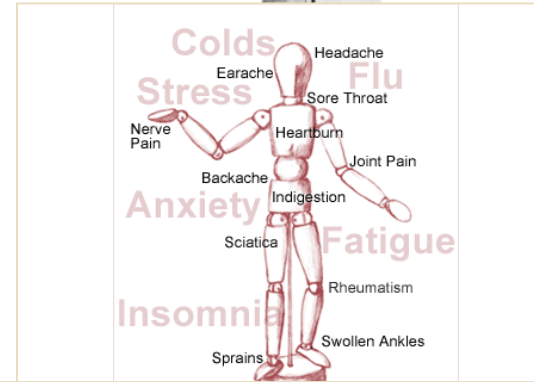 Colds
Headache
Earache
Flu
Stress
Sore Throat
Nerve
Pain
Heartburn
Joint Pain
Backache
Anxiety
Indigestion
Sciatica
Fatigue
Rheumatism
Insomnia
Swollen Ankles
Sprains